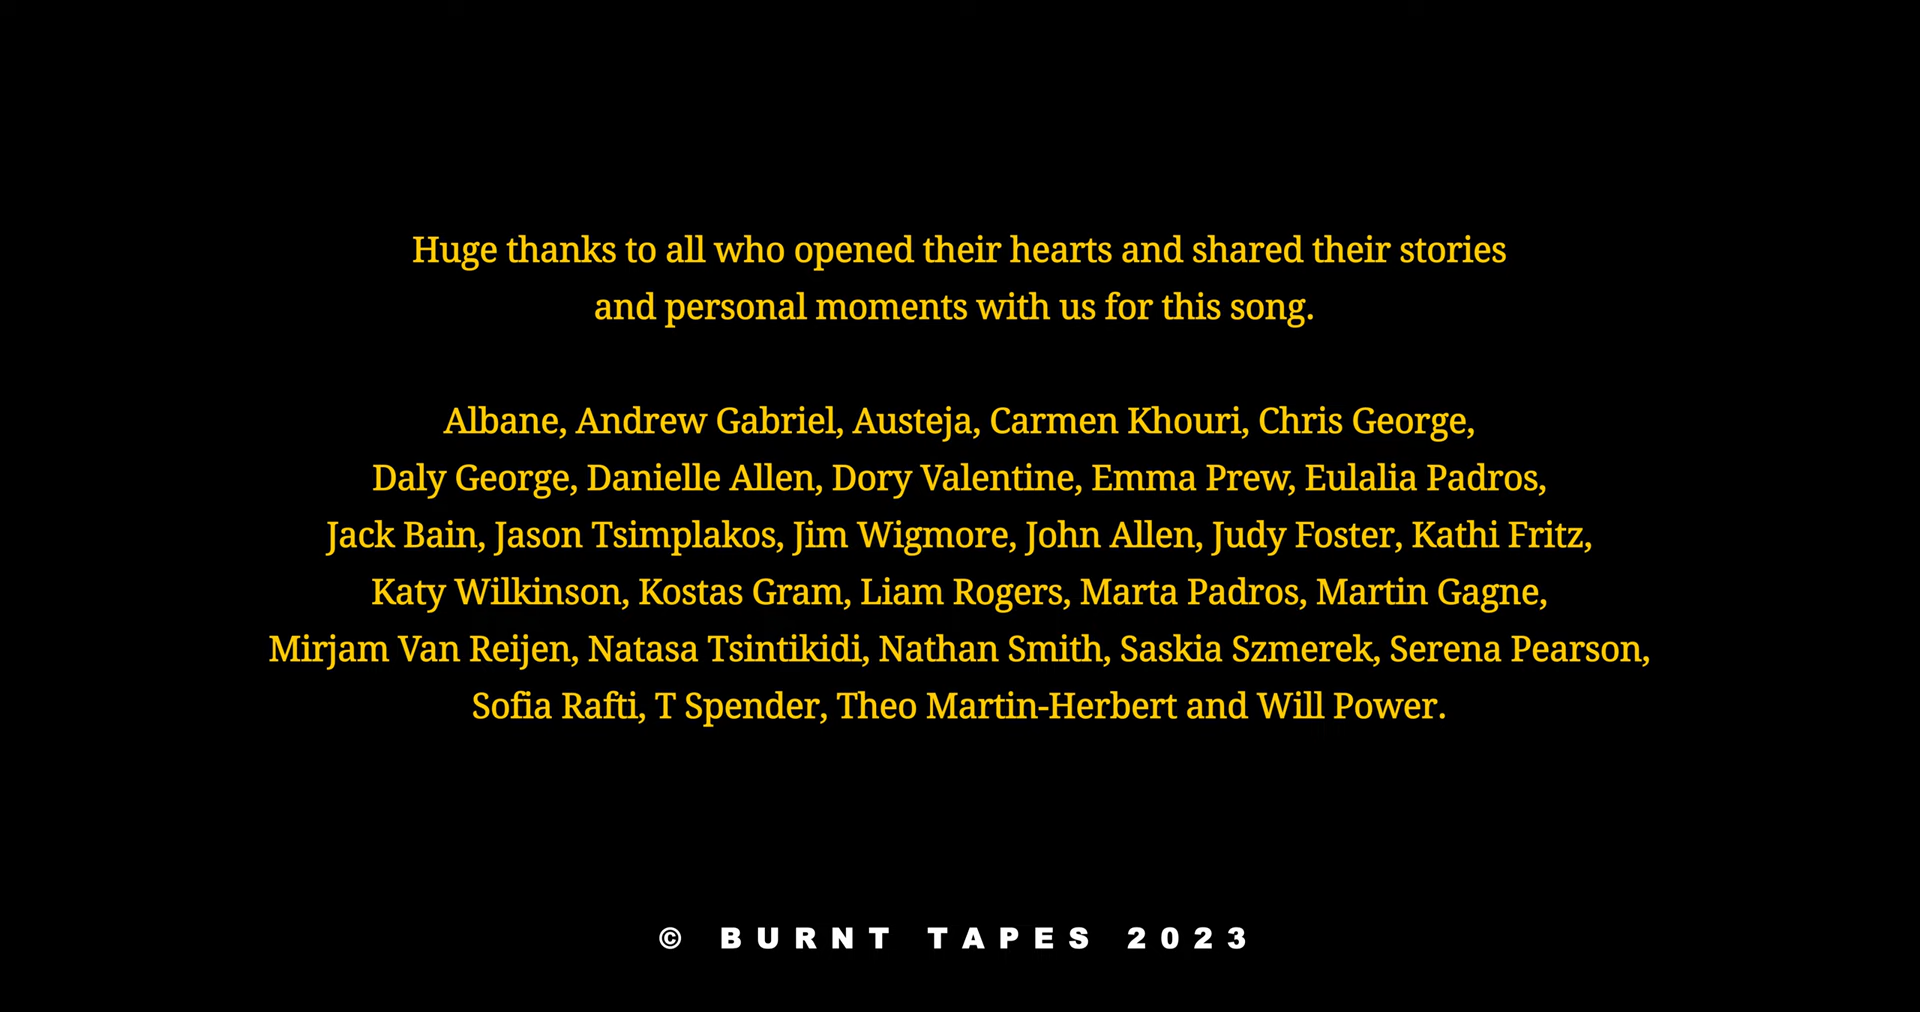 Huge thanks to all who opened their hearts and shared their stories
and personal moments with us for this song.
Albane, Andrew Gabriel, Austeja, Carmen Khouri, Chris George,
Daly George, Danielle Allen, Dory Valentine, Emma Prew, Eulalia Padros,
Jack Bain, Jason Tsimplakos, Jim Wigmore, John Allen, Judy Foster, Kathi Fritz,
Katy Wilkinson, Kostas Gram, Liam Rogers, Marta Padros, Martin Gagne,
Mirjam Van Reijen, Natasa Tsintikidi, Nathan Smith, Saskia Szmerek, Serena Pearson,
Sofia Rafti, T Spender, Theo Martin-Herbert and Will Power.
© BURNT TAPES 2023